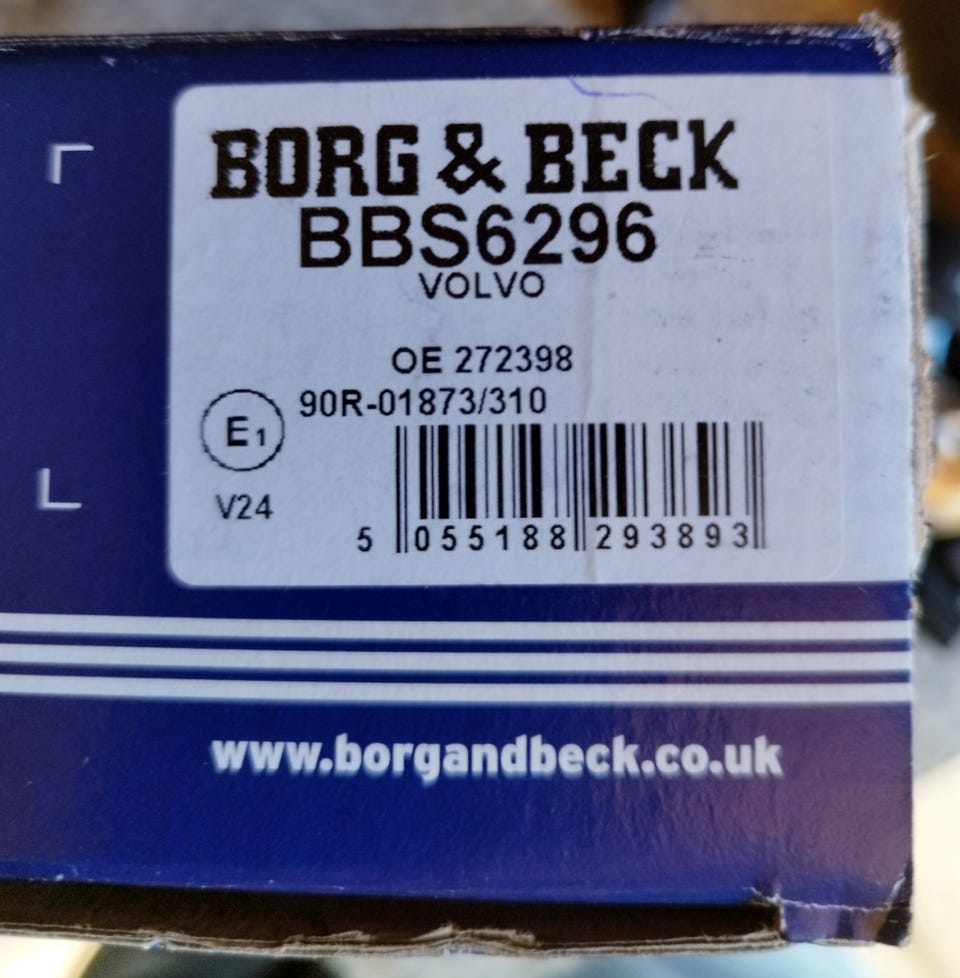 BORG & BECK
BBS6296
VOLVO
OE 272398
90R-01873/310
E1
V24
5 055188 293893
www.borgandbeck.co.uk